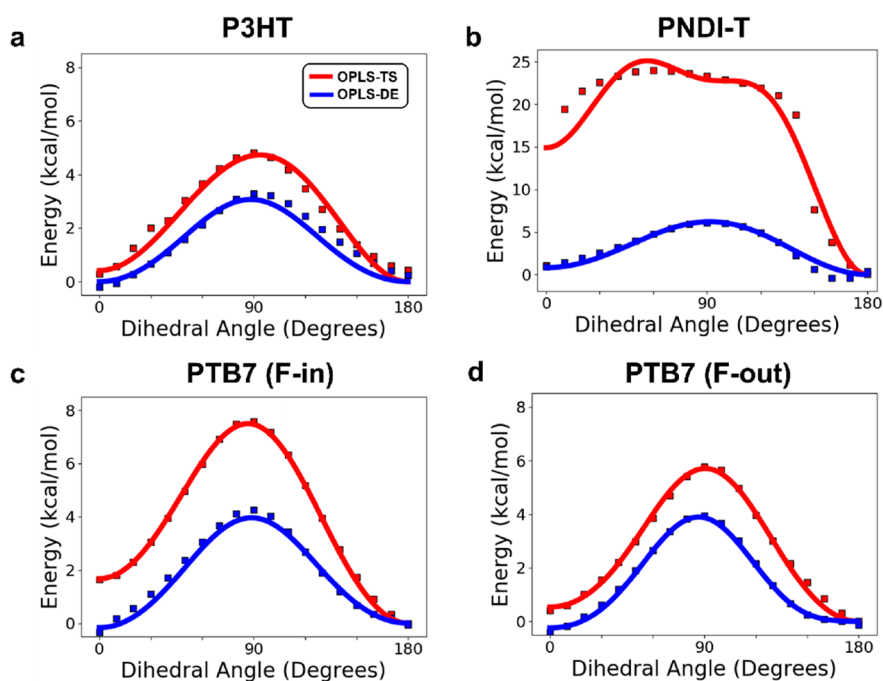 a
P3HT
8
6
4
2
0
Energy (kcal/mol)
OPLS-TS
OPLS-DE
0
90
180
Dihedral Angle (Degrees)
b
PNDI-T
25
20
15
10
5
0
Energy (kcal/mol)
0
90
180
Dihedral Angle (Degrees)
c
PTB7 (F-in)
8
6
4
2
0
Energy (kcal/mol)
0
90
180
Dihedral Angle (Degrees)
d
PTB7 (F-out)
8
6
4
2
0
Energy (kcal/mol)
0
90
180
Dihedral Angle (Degrees)